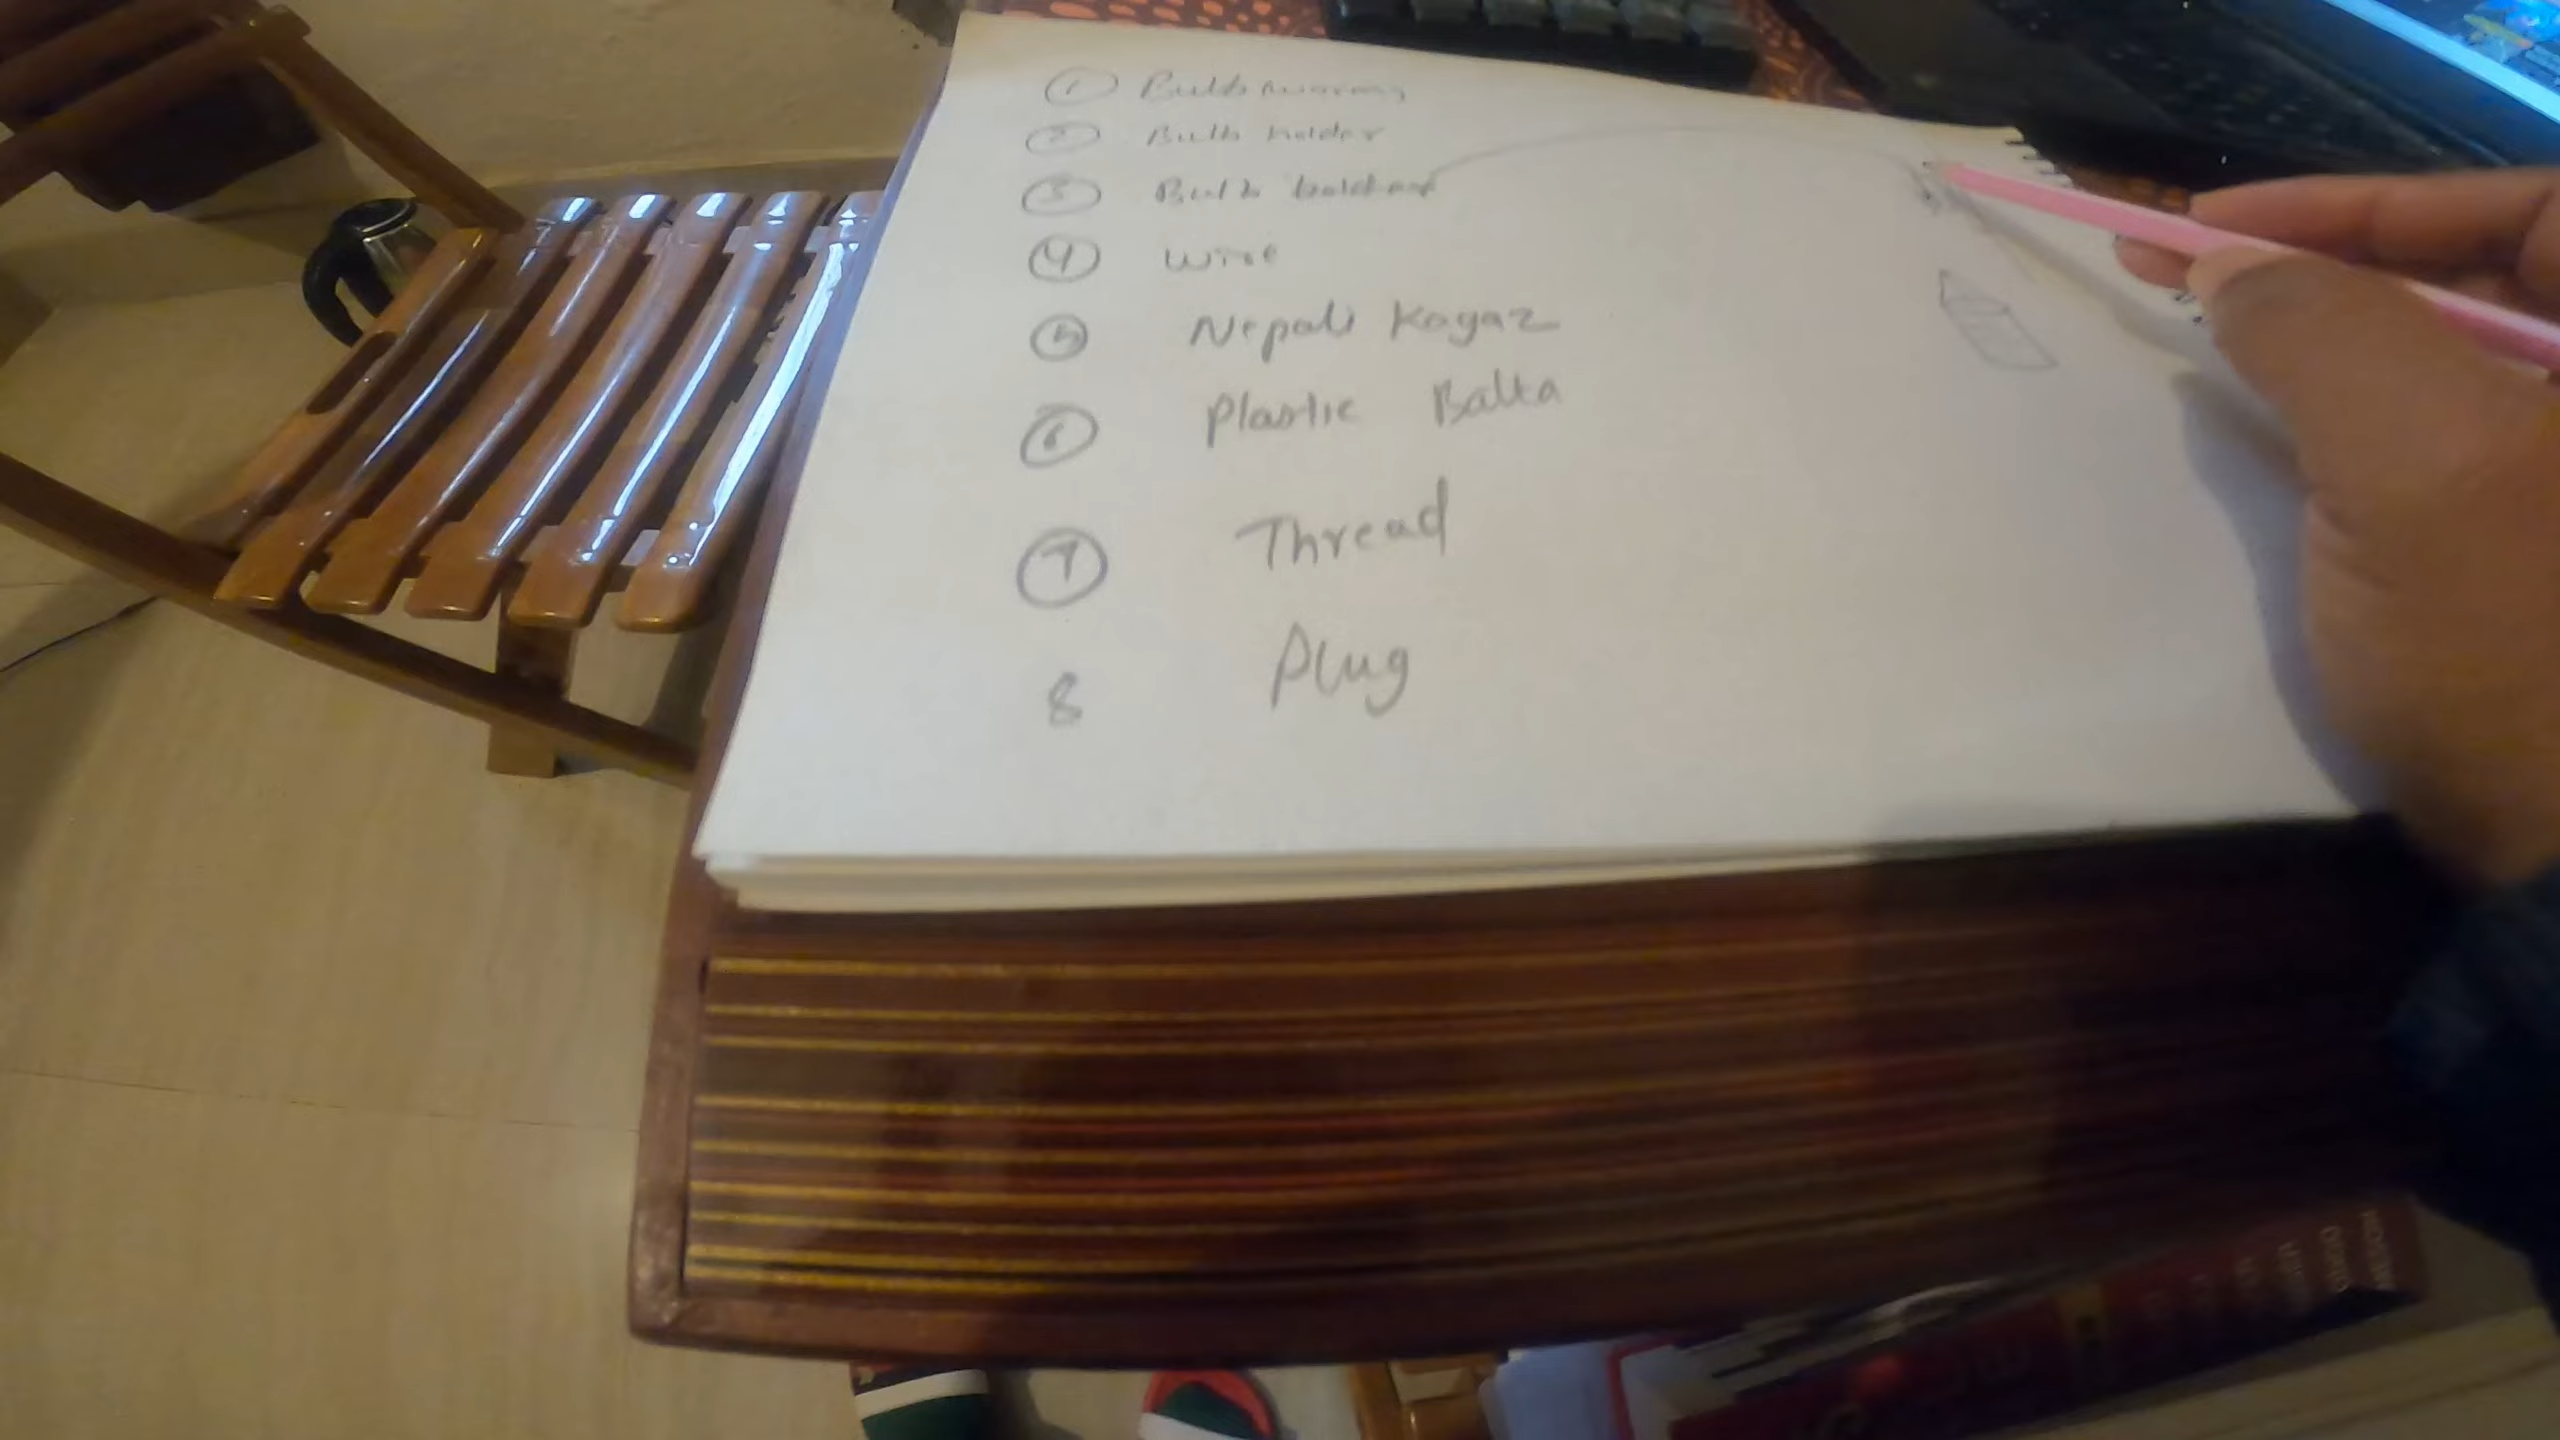 ① Bulb
② Bulb holder
③ Bulb
④ Wire
⑤ Nepali Kagaz
⑥ Plastic Balta
⑦ Thread
8 Plug